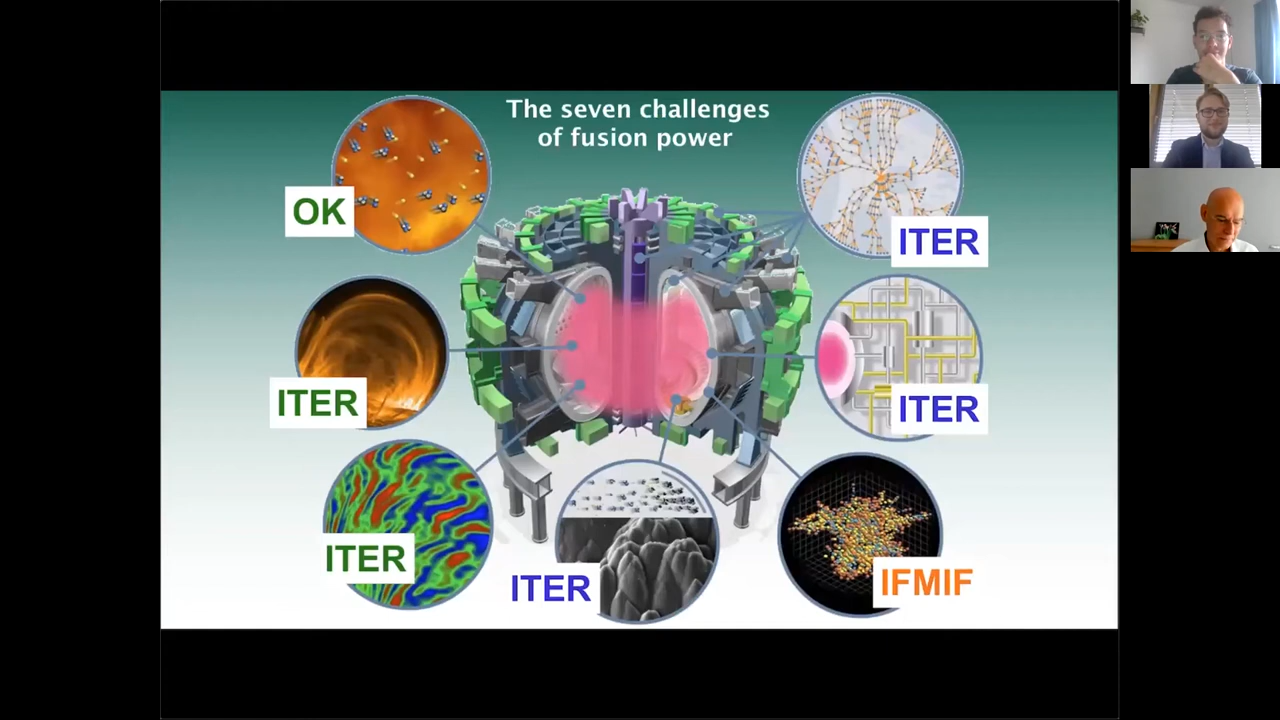 The seven challenges
of fusion power
OK
ITER
ITER
ITER
ITER
ITER
IFMIF